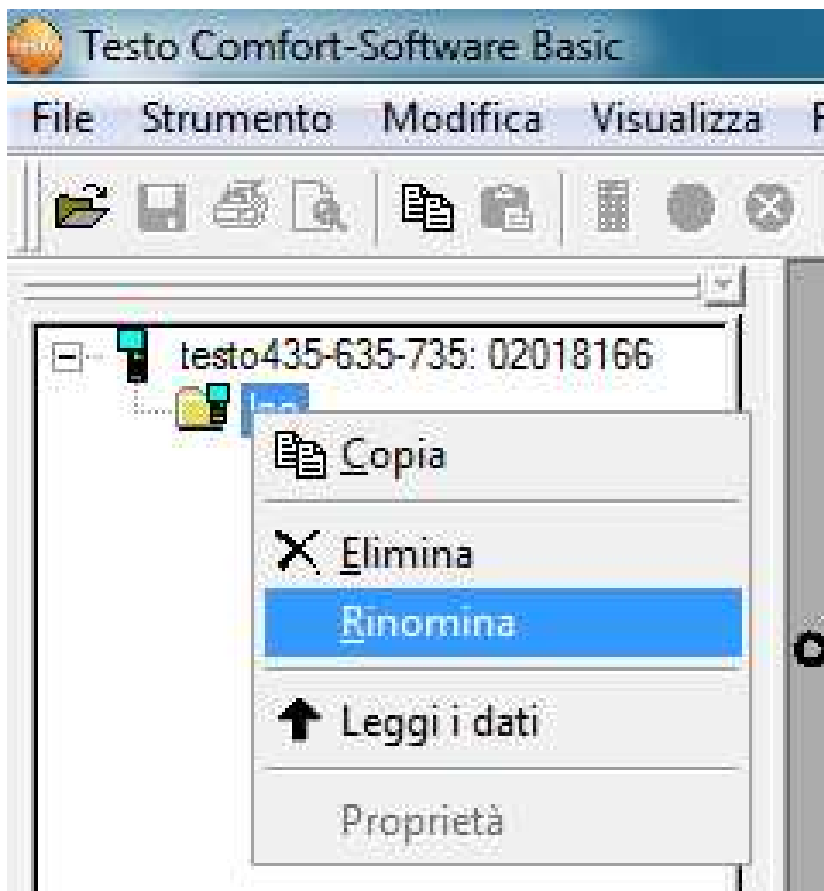 Testo Comfort-Software Basic
File Strumento Modifica Visualizza
testo435-635-735: 02018166
Copia
Elimina
Rinomina
Leggi i dati
Proprietà